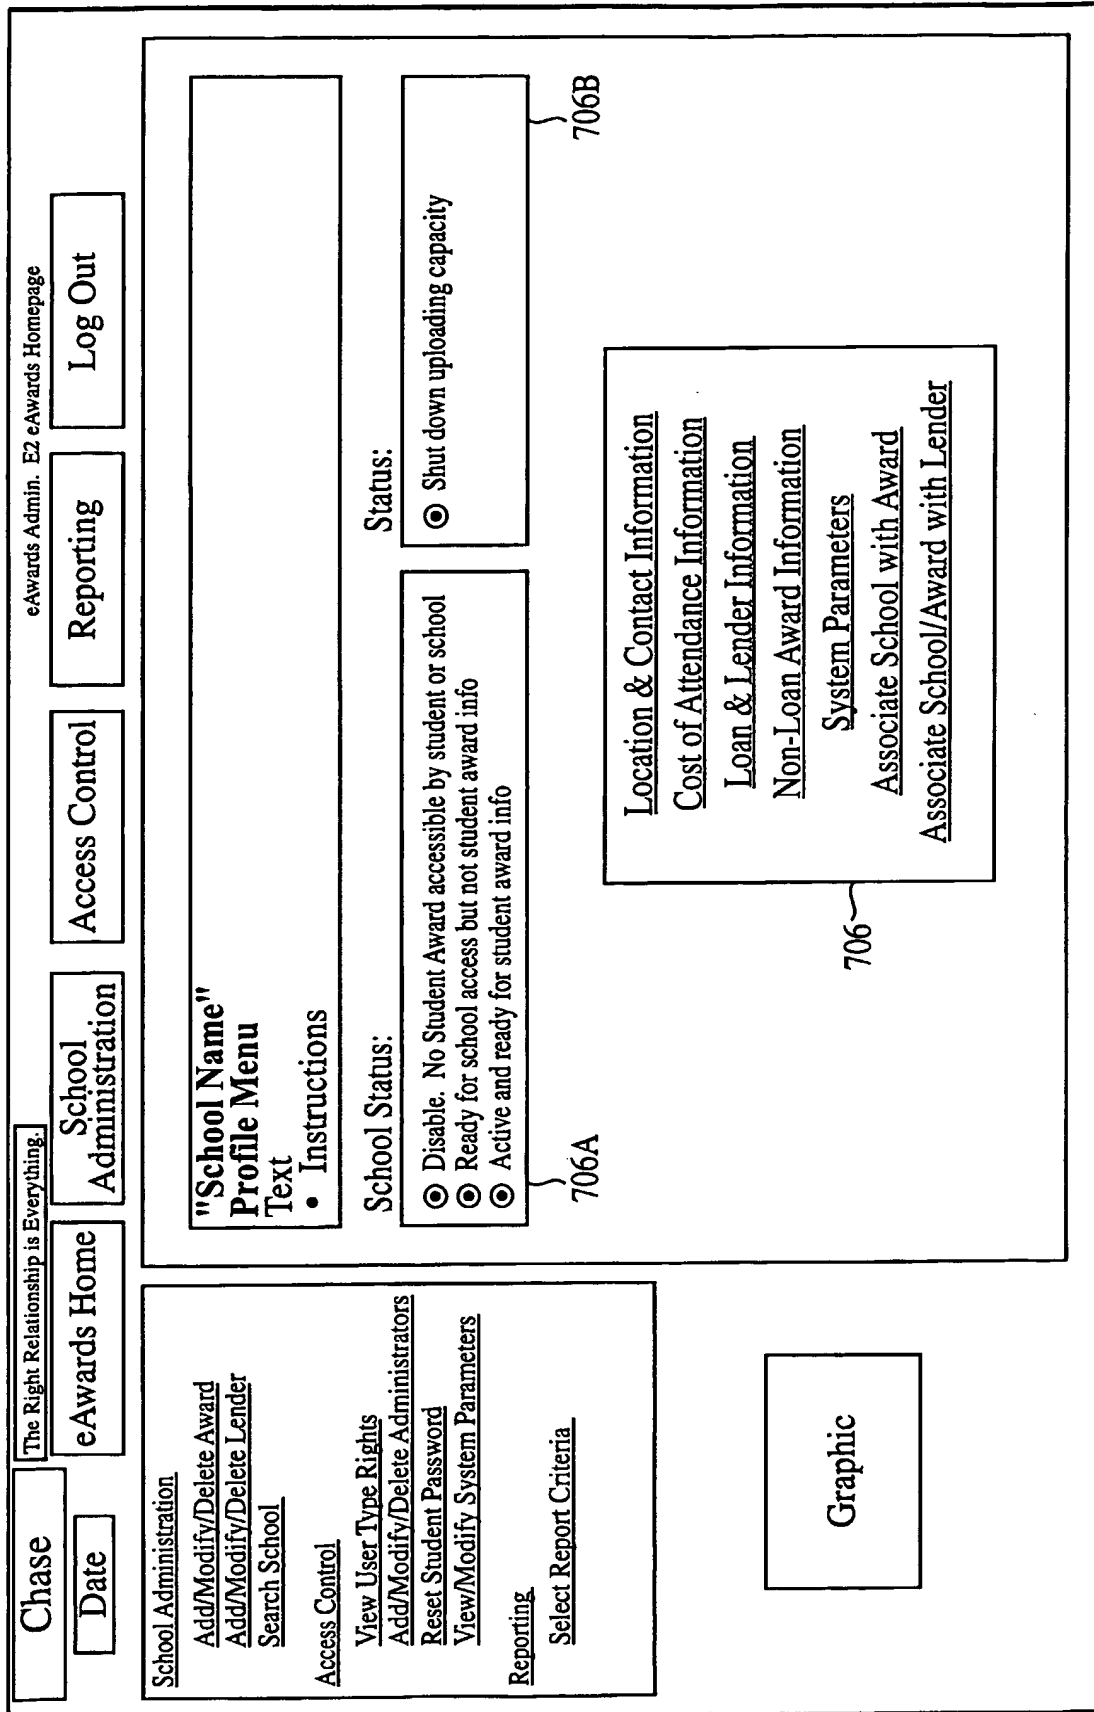 Chase
The Right Relationship is Everything.
eAwards Admin. E2 eAwards Homepage
Date
eAwards Home
School
Administration
Access Control
Reporting
Log Out
School Administration
Add/Modify/Delete Award
Add/Modify/Delete Lender
Search School
Access Control
View User Type Rights
Add/Modify/Delete Administrators
Reset Student Password
View/Modify System Parameters
Reporting
Select Report Criteria
Graphic
"School Name"
Profile Menu
Text
• Instructions
School Status:
Disable. No Student Award accessible by student or school
Ready for school access but not student award info
Active and ready for student award info
706A
Status:
Shut down uploading capacity
706B
Location & Contact Information
Cost of Attendance Information
Loan & Lender Information
Non-Loan Award Information
System Parameters
Associate School with Award
Associate School/Award with Lender
706